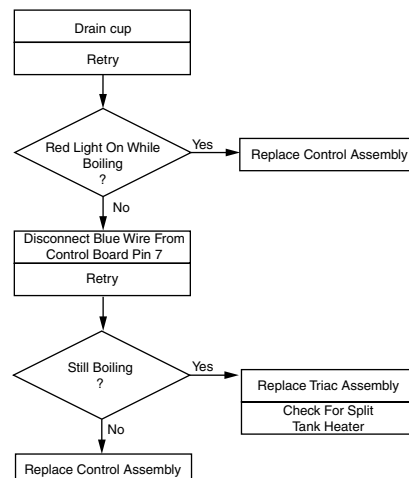 Drain cup
Retry
Red Light On While
Boiling
?
Yes
Replace Control Assembly
No
Disconnect Blue Wire From
Control Board Pin 7
Retry
Still Boiling
?
Yes
Replace Triac Assembly
Check For Split
Tank Heater
No
Replace Control Assembly